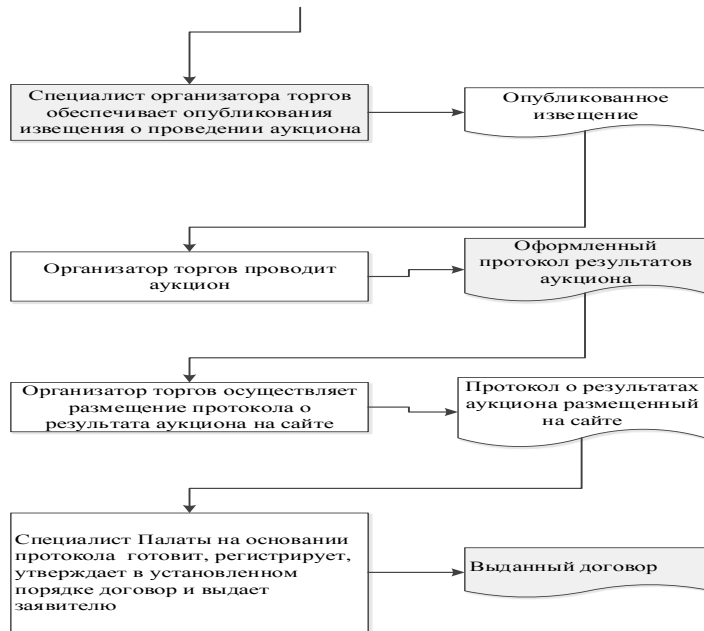 Специалист организатора торгов
обеспечивает опубликования
извещения о проведении аукциона
Опубликованное
извещение
Организатор торгов проводит
аукцион
Оформленный
протокол результатов
аукциона
Организатор торгов осуществляет
размещение протокола о
результата аукциона на сайте
Протокол о результатах
аукциона размещенный
на сайте
Специалист Палаты на основании
протокола готовит, регистрирует,
утверждает в установленном
порядке договор и выдает
заявителю
Выданный договор